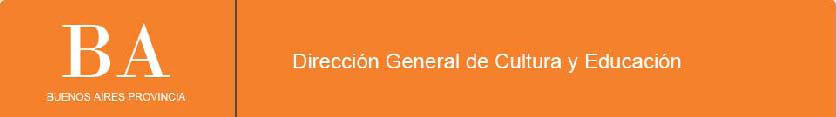 BA
BUENOS AIRES PROVINCIA
Dirección General de Cultura y Educación